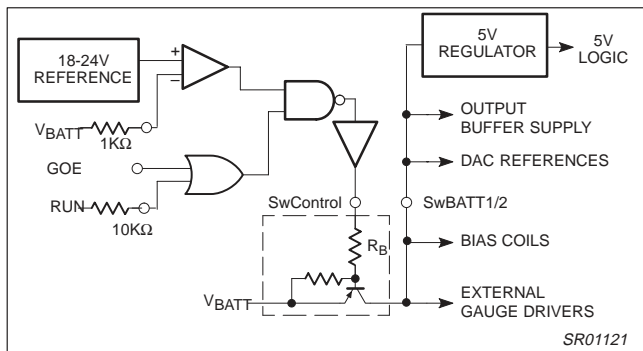 18-24V
REFERENCE
+
–
5V
REGULATOR
5V
LOGIC
VBATT
1KΩ
GOE
RUN
10KΩ
OUTPUT
BUFFER SUPPLY
DAC REFERENCES
SwControl
SwBATT1/2
RB
BIAS COILS
VBATT
EXTERNAL
GAUGE DRIVERS
SR01121